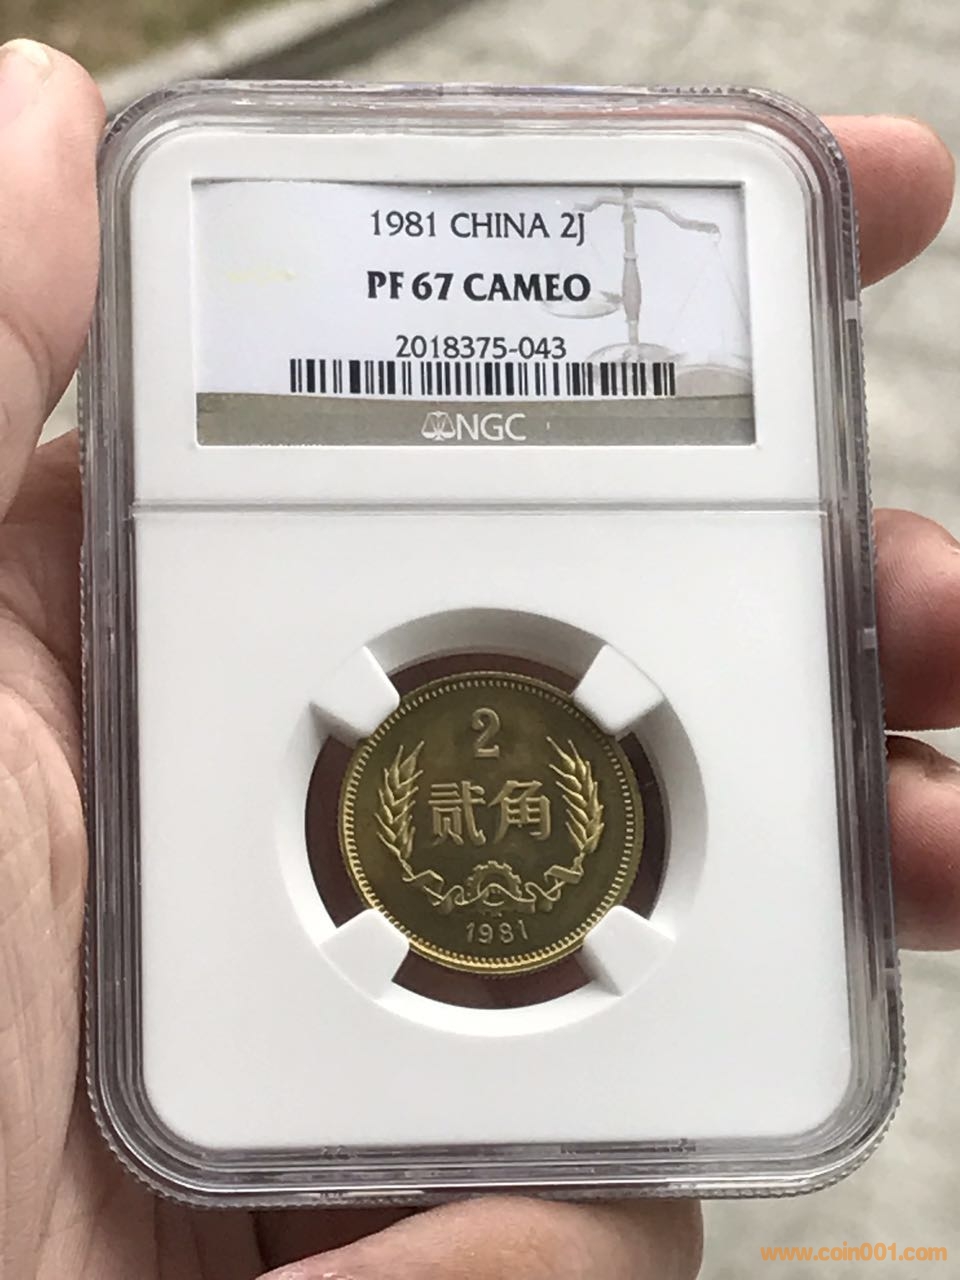 1981 CHINA 2J
PF 67 CAMEO
2018375-043
NGC
2
贰角
1981
www.coin001.com